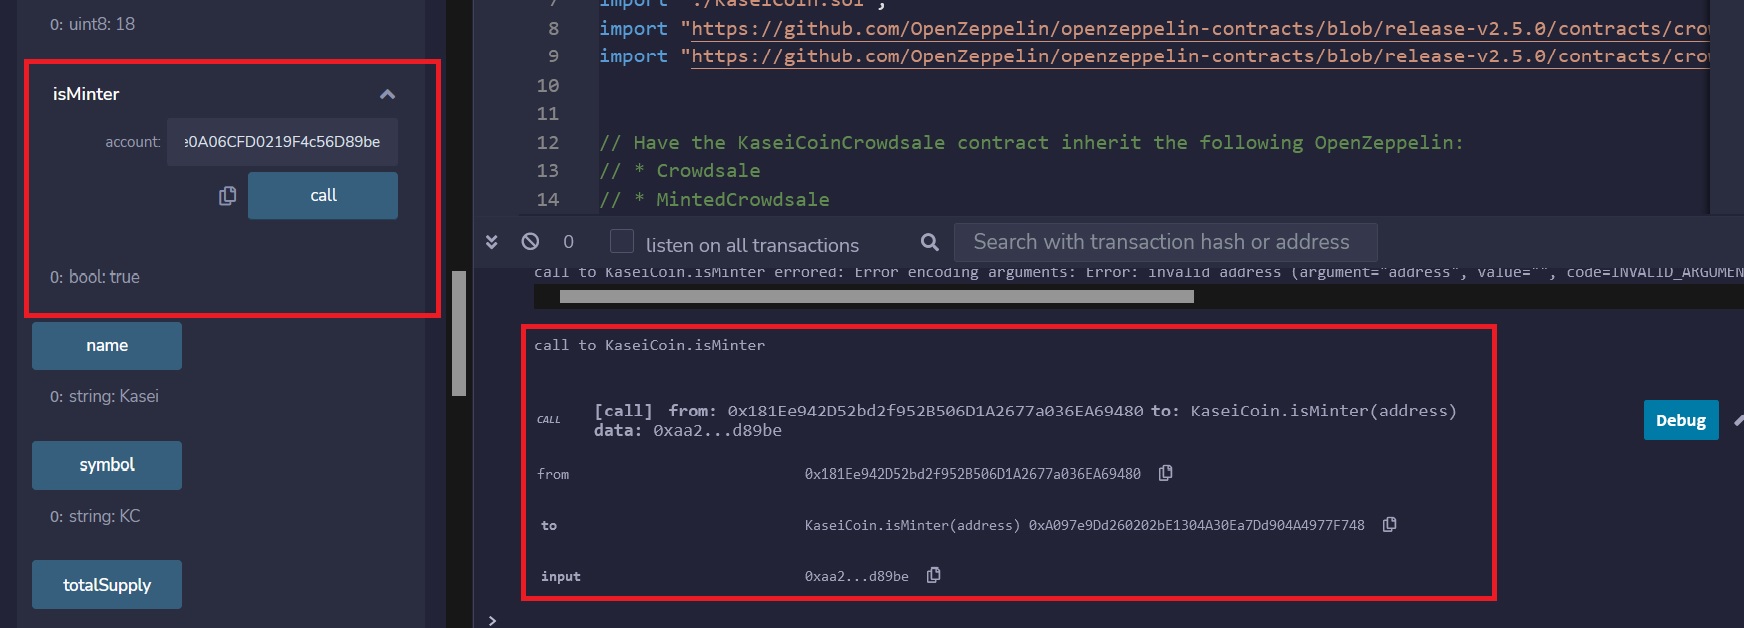 0: uint8: 18
isMinter
account:
0A06CFD0219F4c56D89be
call
0: bool: true
name
0: string: Kasei
symbol
0: string: KC
totalSupply
7 import "./KaseiCoin.sol";
8 import "https://github.com/OpenZeppelin/openzeppelin-contracts/blob/release-v2.5.0/contracts/cro
9 import "https://github.com/OpenZeppelin/openzeppelin-contracts/blob/release-v2.5.0/contracts/cro
10
11
12 // Have the KaseiCoinCrowdsale contract inherit the following OpenZeppelin:
13 // * Crowdsale
14 // * MintedCrowdsale
0 listen on all transactions Search with transaction hash or address
call to KaseiCoin.isMinter errored: Error encoding arguments: Error: invalid address (argument="address", value="", code=INVALID_ARGUMEN
call to KaseiCoin.isMinter
CALL [call] from: 0x181Ee942D52bd2f952B506D1A2677a036EA69480 to: KaseiCoin.isMinter(address)
data: 0xaa2...d89be
Debug
from 0x181Ee942D52bd2f952B506D1A2677a036EA69480
to KaseiCoin.isMinter(address) 0xA097e9Dd260202bE1304A30Ea7Dd904A4977F748
input 0xaa2...d89be
>